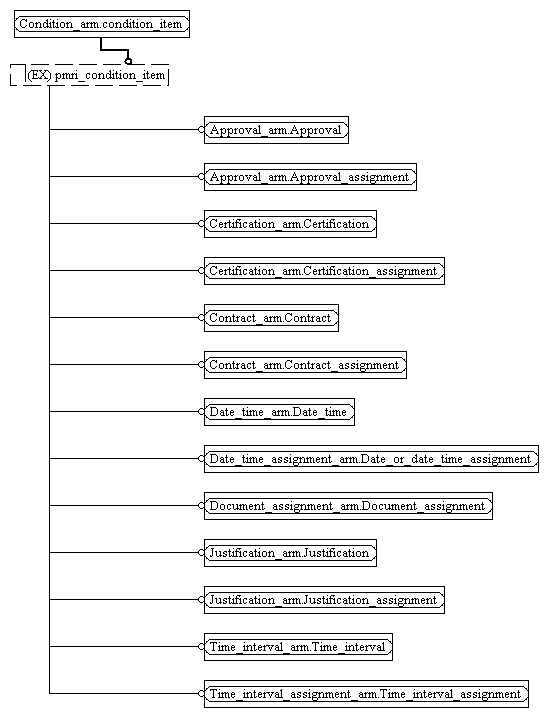 Condition_arm.condition_item
(EX) pmri_condition_item
Approval_arm.Approval
Approval_arm.Approval_assignment
Certification_arm.Certification
Certification_arm.Certification_assignment
Contract_arm.Contract
Contract_arm.Contract_assignment
Date_time_arm.Date_time
Date_time_assignment_arm.Date_or_date_time_assignment
Document_assignment_arm.Document_assignment
Justification_arm.Justification
Justification_arm.Justification_assignment
Time_interval_arm.Time_interval
Time_interval_assignment_arm.Time_interval_assignment